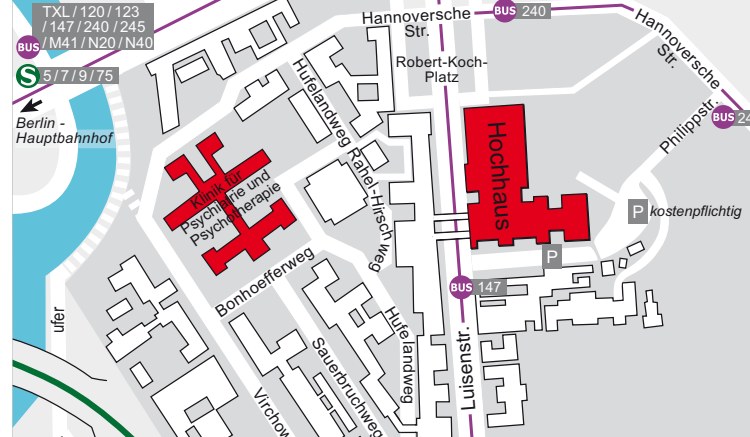 TXL / 120 / 123
/ 147 / 240 / 245
/ M41 / N20 / N40
BUS
S 5 / 7 / 9 / 75
Berlin -
Hauptbahnhof
Hannoversche
Str.
BUS 240
Hannoversche
Str.
Robert-Koch-
Platz
Hufelandweg
Rahel-Hirsch Weg
Philippstr.
BUS 24
Hochhaus
Klinik für
Psychiatrie und
Psychotherapie
P kostenpflichtig
P
Bonhoefferweg
BUS 147
ufer
Hufelandweg
Sauerbruchweg
Luisenstr.
Virchow